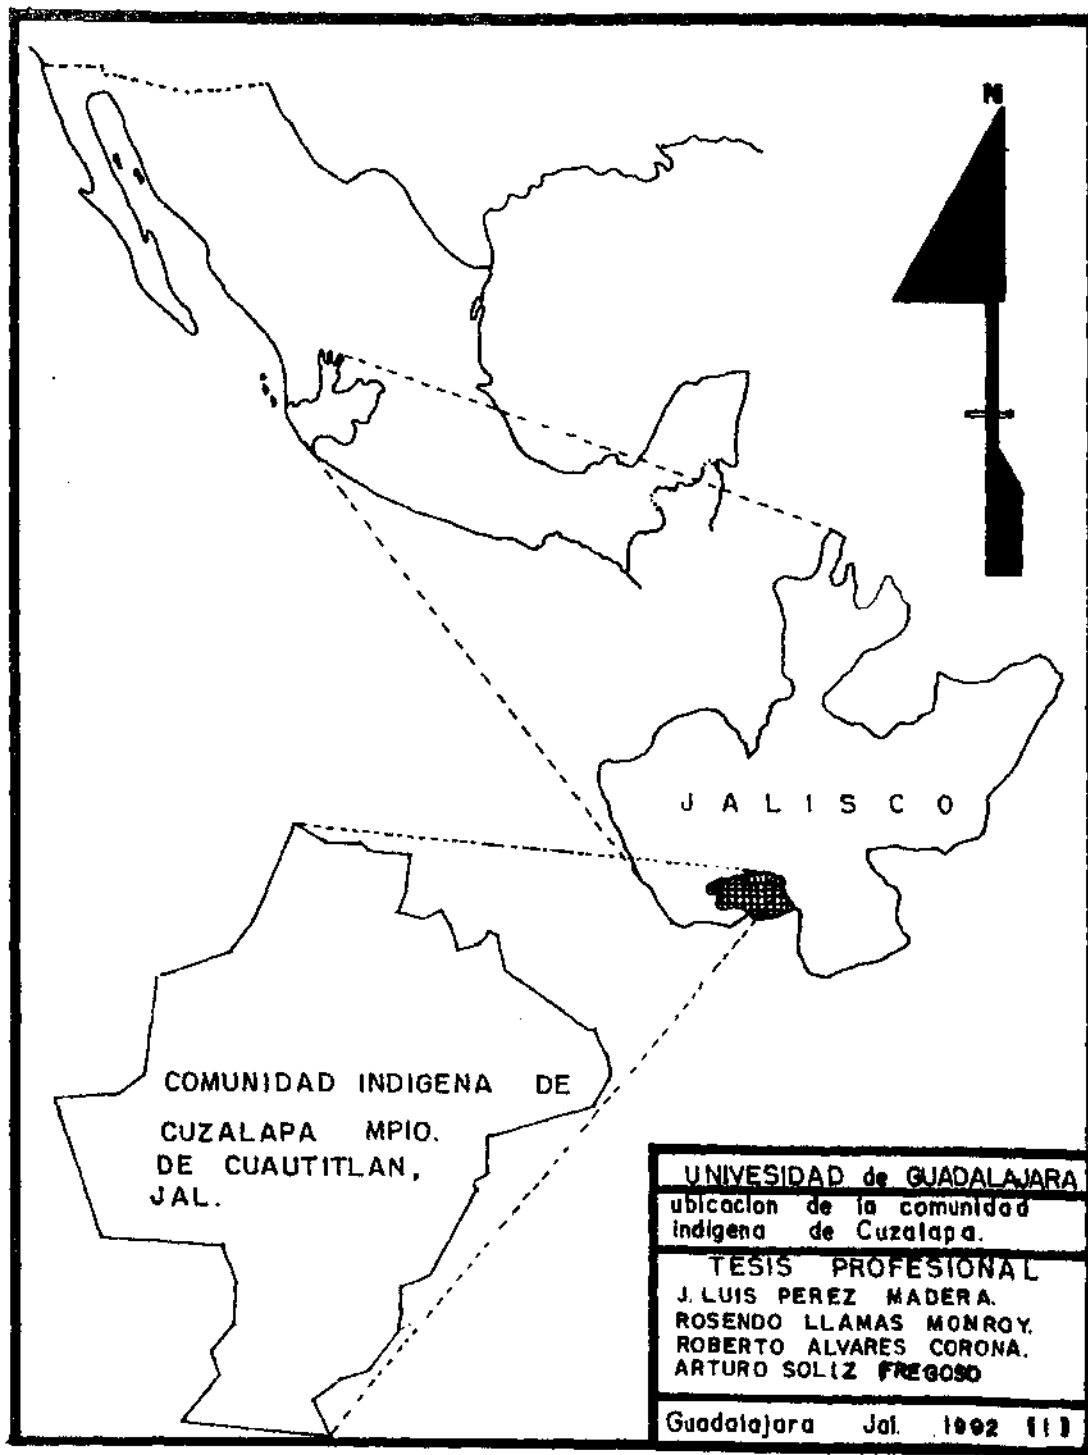 N
J A L I S C O
COMUNIDAD INDIGENA DE
CUZALAPA MPIO.
DE CUAUTITLAN,
JAL.
UNIVESIDAD de GUADALAJARA
ubicacion de la comunidad
indigena de Cuzalapa.
TESIS PROFESIONAL
J. LUIS PEREZ MADERA.
ROSENDO LLAMAS MONROY.
ROBERTO ALVARES CORONA.
ARTURO SOLIZ FREGOSO
Guadalajara Jal. 1992